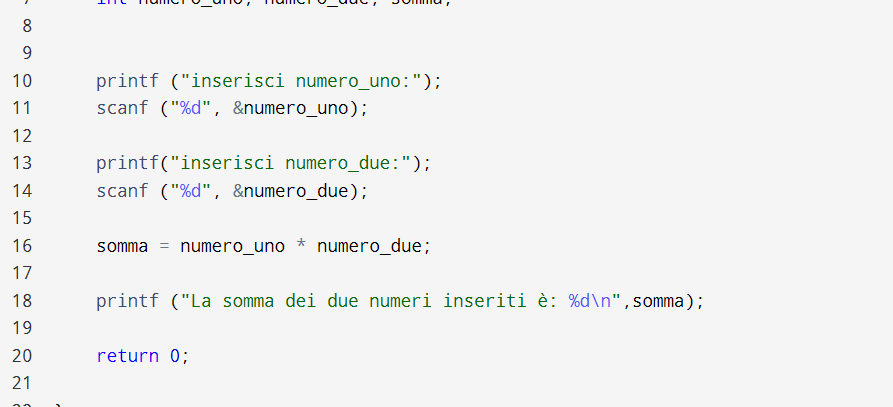 7 int numero_uno, numero_due, somma;
8
9
10 printf ("inserisci numero_uno:");
11 scanf ("%d", &numero_uno);
12
13 printf("inserisci numero_due:");
14 scanf ("%d", &numero_due);
15
16 somma = numero_uno * numero_due;
17
18 printf ("La somma dei due numeri inseriti è: %d\n",somma);
19
20 return 0;
21